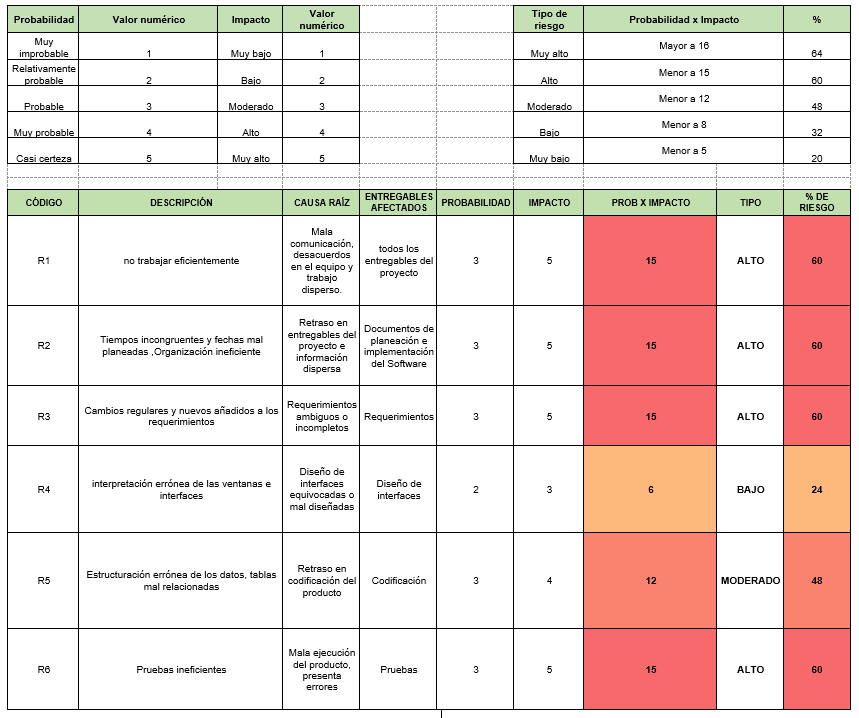 Probabilidad Valor numérico Impacto Valor numérico Tipo de riesgo Probabilidad x Impacto %
Muy improbable 1 Muy bajo 1 Muy alto Mayor a 16 64
Relativamente probable 2 Bajo 2 Alto Menor a 15 60
Probable 3 Moderado 3 Moderado Menor a 12 48
Muy probable 4 Alto 4 Bajo Menor a 8 32
Casi certeza 5 Muy alto 5 Muy bajo Menor a 5 20
CÓDIGO DESCRIPCIÓN CAUSA RAÍZ ENTREGABLES AFECTADOS PROBABILIDAD IMPACTO PROB X IMPACTO TIPO % DE RIESGO
R1 no trabajar eficientemente Mala comunicación, desacuerdos en el equipo y trabajo disperso. todos los entregables del proyecto 3 5 15 ALTO 60
R2 Tiempos incongruentes y fechas mal planeadas ,Organización ineficiente Retraso en entregables del proyecto e información dispersa Documentos de planeación e implementación del Software 3 5 15 ALTO 60
R3 Cambios regulares y nuevos añadidos a los requerimientos Requerimientos ambiguos o incompletos Requerimientos 3 5 15 ALTO 60
R4 interpretación errónea de las ventanas e interfaces Diseño de interfaces equivocadas o mal diseñadas Diseño de interfaces 2 3 6 BAJO 24
R5 Estructuración errónea de los datos, tablas mal relacionadas Retraso en codificación del producto Codificación 3 4 12 MODERADO 48
R6 Pruebas ineficientes Mala ejecución del producto, presenta errores Pruebas 3 5 15 ALTO 60